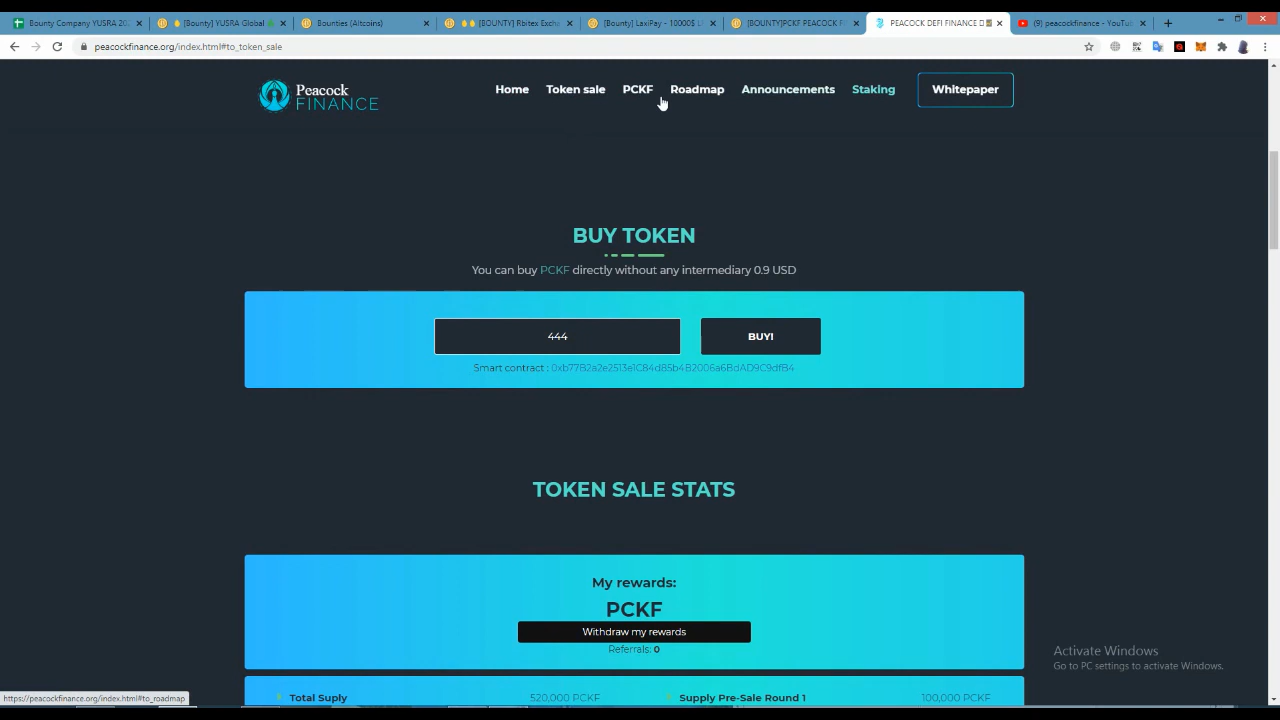 Bounty Company YUSRA 202
[Bounty] YUSRA Global
Bounties (Altcoins)
[BOUNTY] Rbitex Excha
[Bounty] LaxiPay - 10000$ L
[BOUNTY]PCKF PEACOCK F
PEACOCK DEFI FINANCE D
(9) peacockfinance - YouTu
peacockfinance.org/index.html#to_token_sale
Peacock
FINANCE
Home
Token sale
PCKF
Roadmap
Announcements
Staking
Whitepaper
BUY TOKEN
You can buy PCKF directly without any intermediary 0.9 USD
444
BUY!
Smart contract : 0xb77B2a2e2513e1C84d85b4B2006a6BdAD9C9dfB4
TOKEN SALE STATS
My rewards:
PCKF
Withdraw my rewards
Referrals: 0
Activate Windows
Go to PC settings to activate Windows.
https://peacockfinance.org/index.html#to_roadmap
Total Suply
520,000 PCKF
Supply Pre-Sale Round 1
100,000 PCKF